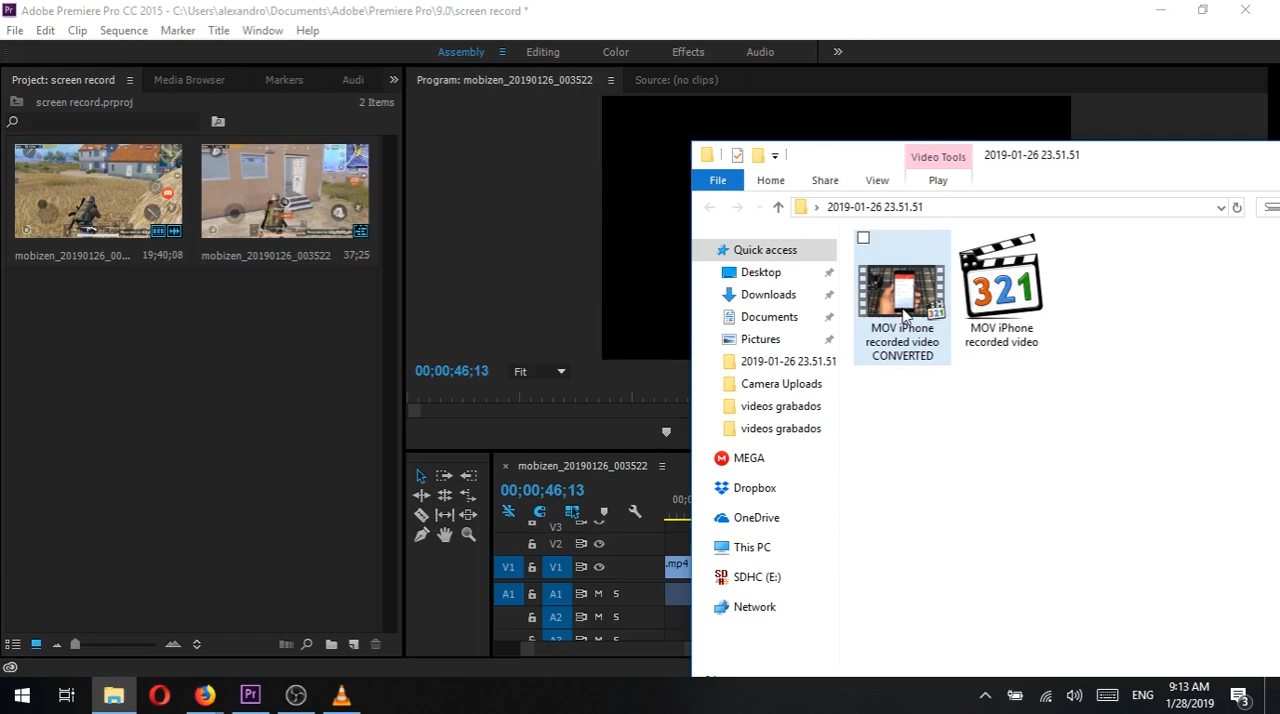 Adobe Premiere Pro CC 2015 - C:\Users\alexandro\Documents\Adobe\Premiere Pro\9.0\screen record *
File Edit Clip Sequence Marker Title Window Help
Assembly Editing Color Effects Audio
Project: screen record Media Browser Markers Audi
screen record.prproj 2 Items
mobizen_20190126_00... 19;40;08
mobizen_20190126_003522 37;25
Program: mobizen_20190126_003522 Source: (no clips)
00;00;46;13 Fit
mobizen_20190126_003522
00;00;46;13 00;0
V3
V2
V1 V1 .mp4
A1 A1 M S
A2 M S
Video Tools 2019-01-26 23.51.51
File Home Share View Play
2019-01-26 23.51.51
Quick access
Desktop
Downloads
Documents
Pictures
2019-01-26 23.51.51
Camera Uploads
videos grabados
videos grabados
MEGA
Dropbox
OneDrive
This PC
SDHC (E:)
Network
321
MOV iPhone
recorded video
CONVERTED
MOV iPhone
recorded video
ENG 9:13 AM
1/28/2019 3